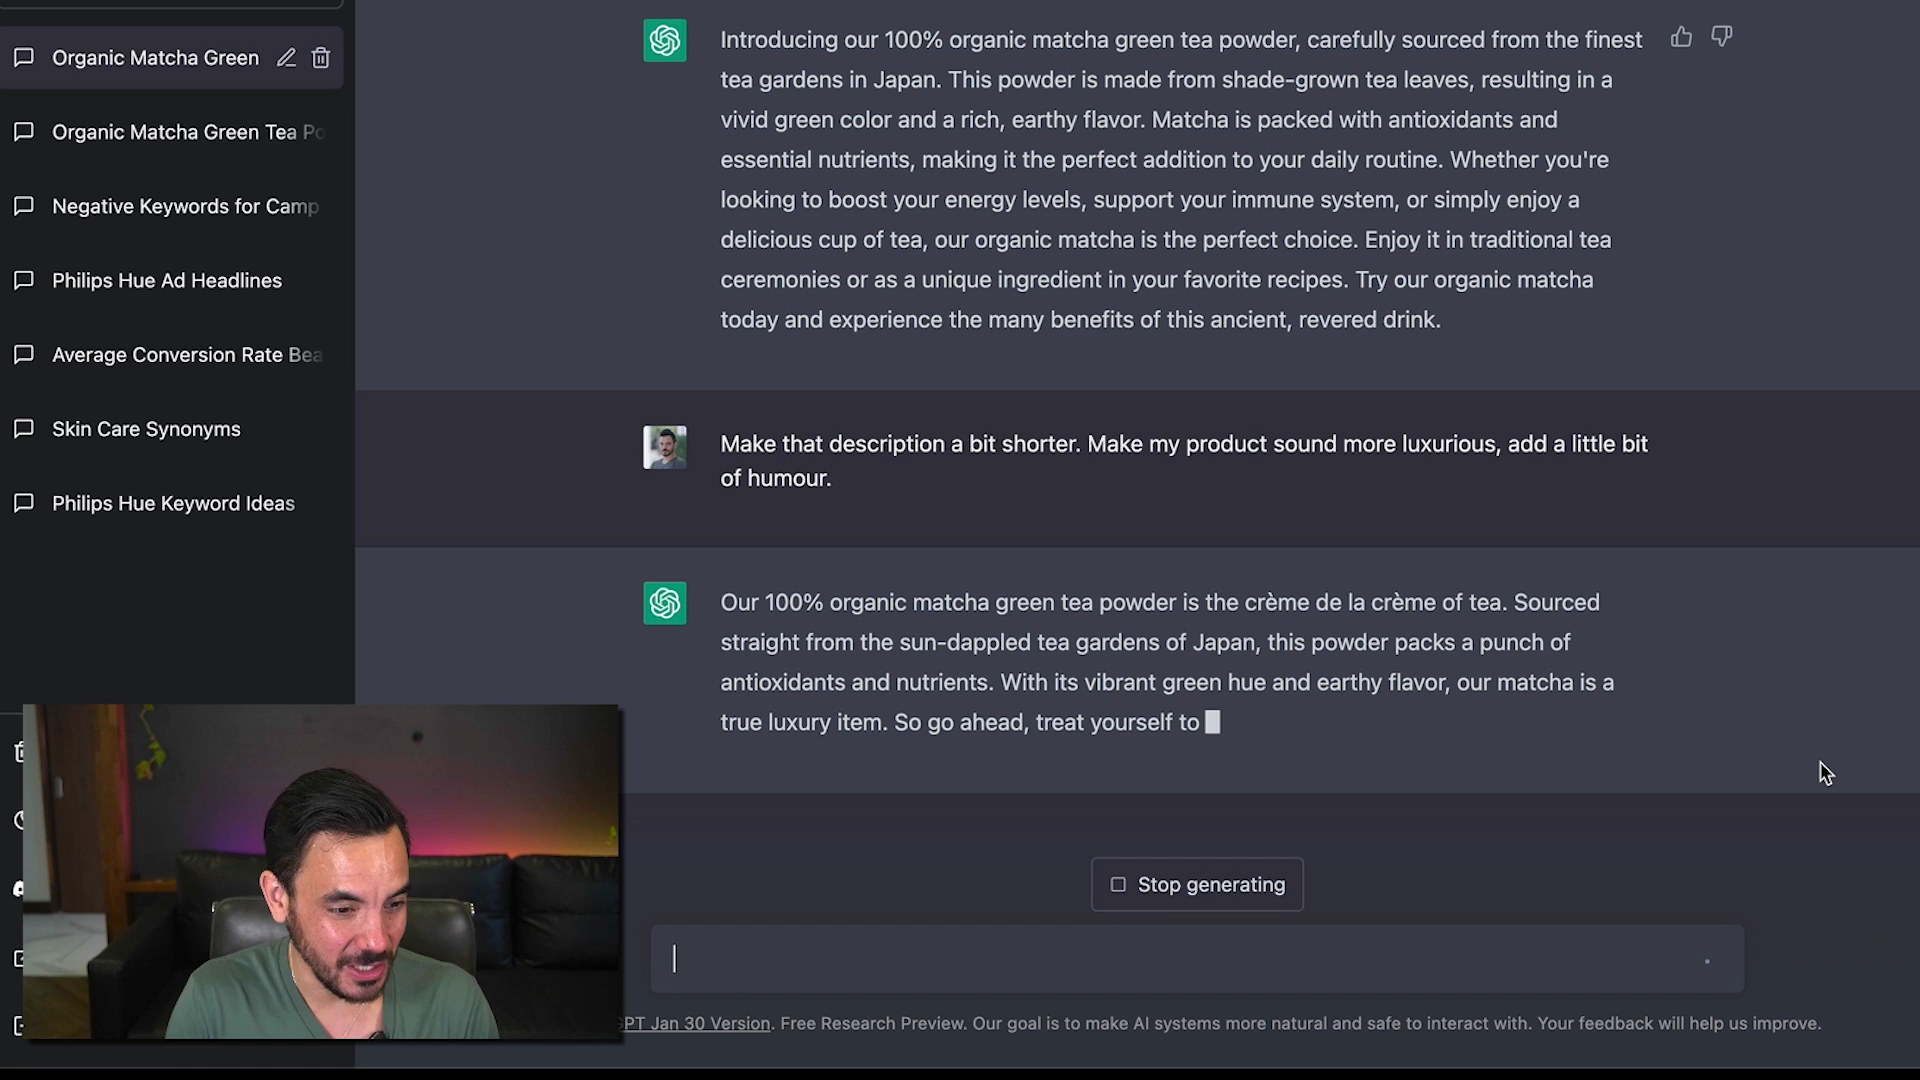 Organic Matcha Green
Organic Matcha Green Tea Po
Negative Keywords for Camp
Philips Hue Ad Headlines
Average Conversion Rate Bea
Skin Care Synonyms
Philips Hue Keyword Ideas
Introducing our 100% organic matcha green tea powder, carefully sourced from the finest
tea gardens in Japan. This powder is made from shade-grown tea leaves, resulting in a
vivid green color and a rich, earthy flavor. Matcha is packed with antioxidants and
essential nutrients, making it the perfect addition to your daily routine. Whether you're
looking to boost your energy levels, support your immune system, or simply enjoy a
delicious cup of tea, our organic matcha is the perfect choice. Enjoy it in traditional tea
ceremonies or as a unique ingredient in your favorite recipes. Try our organic matcha
today and experience the many benefits of this ancient, revered drink.
Make that description a bit shorter. Make my product sound more luxurious, add a little bit
of humour.
Our 100% organic matcha green tea powder is the crème de la crème of tea. Sourced
straight from the sun-dappled tea gardens of Japan, this powder packs a punch of
antioxidants and nutrients. With its vibrant green hue and earthy flavor, our matcha is a
true luxury item. So go ahead, treat yourself to
Stop generating
PT Jan 30 Version. Free Research Preview. Our goal is to make AI systems more natural and safe to interact with. Your feedback will help us improve.